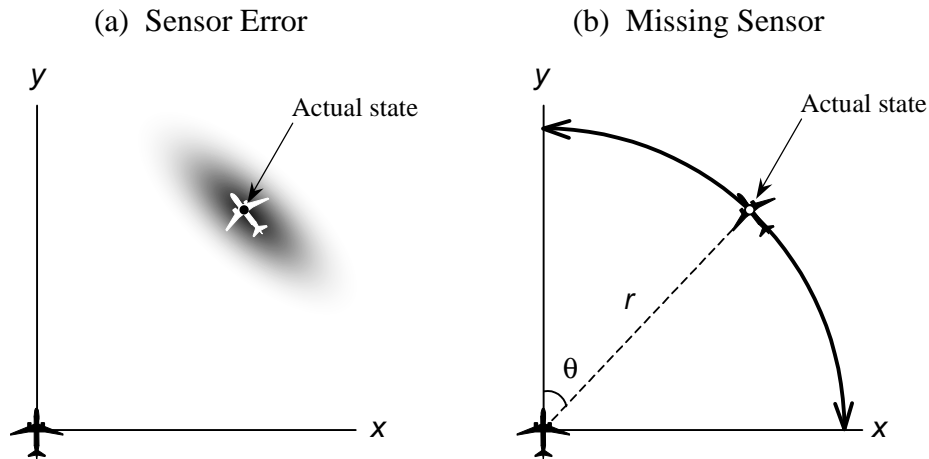 (a) Sensor Error
y
Actual state
x
(b) Missing Sensor
y
Actual state
r
θ
x